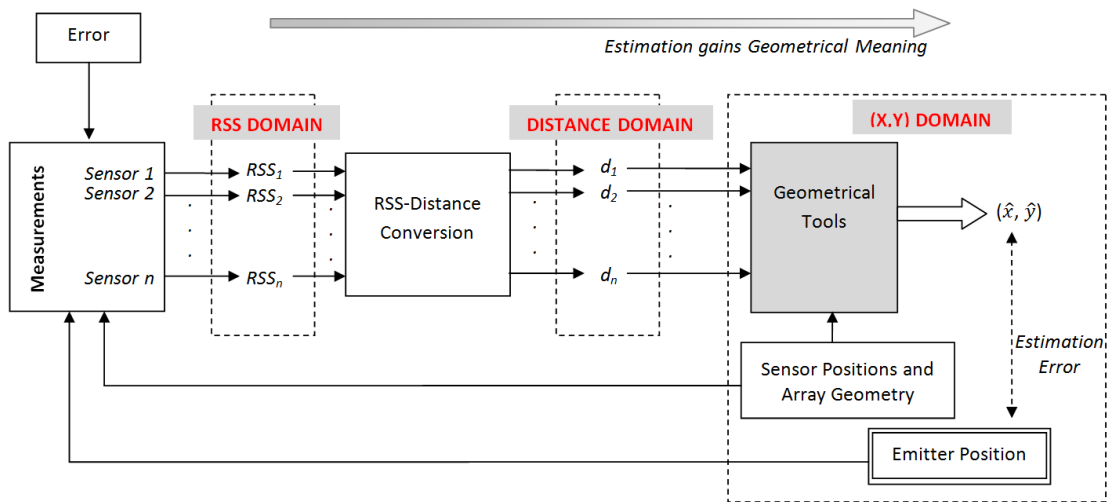 Error
Estimation gains Geometrical Meaning
RSS DOMAIN
DISTANCE DOMAIN
(X,Y) DOMAIN
Measurements
Sensor 1
Sensor 2
Sensor n
RSS₁
RSS₂
RSSₙ
RSS-Distance
Conversion
d₁
d₂
dₙ
Geometrical
Tools
(x̂, ŷ)
Estimation
Error
Sensor Positions and
Array Geometry
Emitter Position